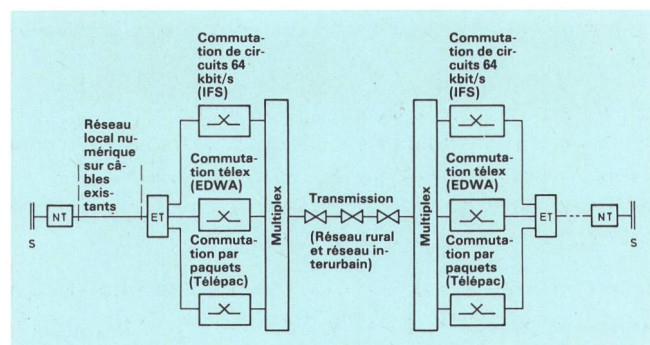 Commuta-
tion de cir-
cuits 64
kbit/s
(IFS)
Commuta-
tion de cir-
cuits 64
kbit/s
(IFS)
Réseau
local nu-
mérique
sur câ-
bles
exis-
tants
Commuta-
tion télex
(EDWA)
Commuta-
tion télex
(EDWA)
S
NT
ET
Multiplex
Transmission
(Réseau rural
et réseau in-
terurbain)
Multiplex
ET
NT
S
Commuta-
tion par
paquets
(Télépac)
Commuta-
tion par
paquets
(Télépac)